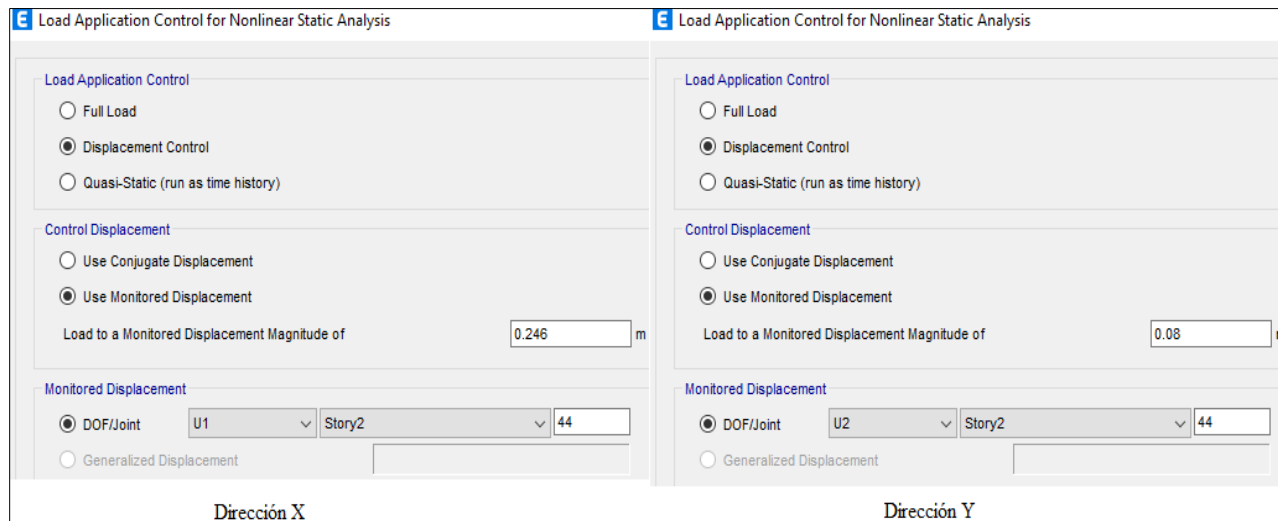 E Load Application Control for Nonlinear Static Analysis
Load Application Control
Full Load
Displacement Control
Quasi-Static (run as time history)
Control Displacement
Use Conjugate Displacement
Use Monitored Displacement
Load to a Monitored Displacement Magnitude of 0.246 m
Monitored Displacement
DOF/Joint U1 Story2 44
Generalized Displacement
Dirección X
E Load Application Control for Nonlinear Static Analysis
Load Application Control
Full Load
Displacement Control
Quasi-Static (run as time history)
Control Displacement
Use Conjugate Displacement
Use Monitored Displacement
Load to a Monitored Displacement Magnitude of 0.08
Monitored Displacement
DOF/Joint U2 Story2 44
Generalized Displacement
Dirección Y